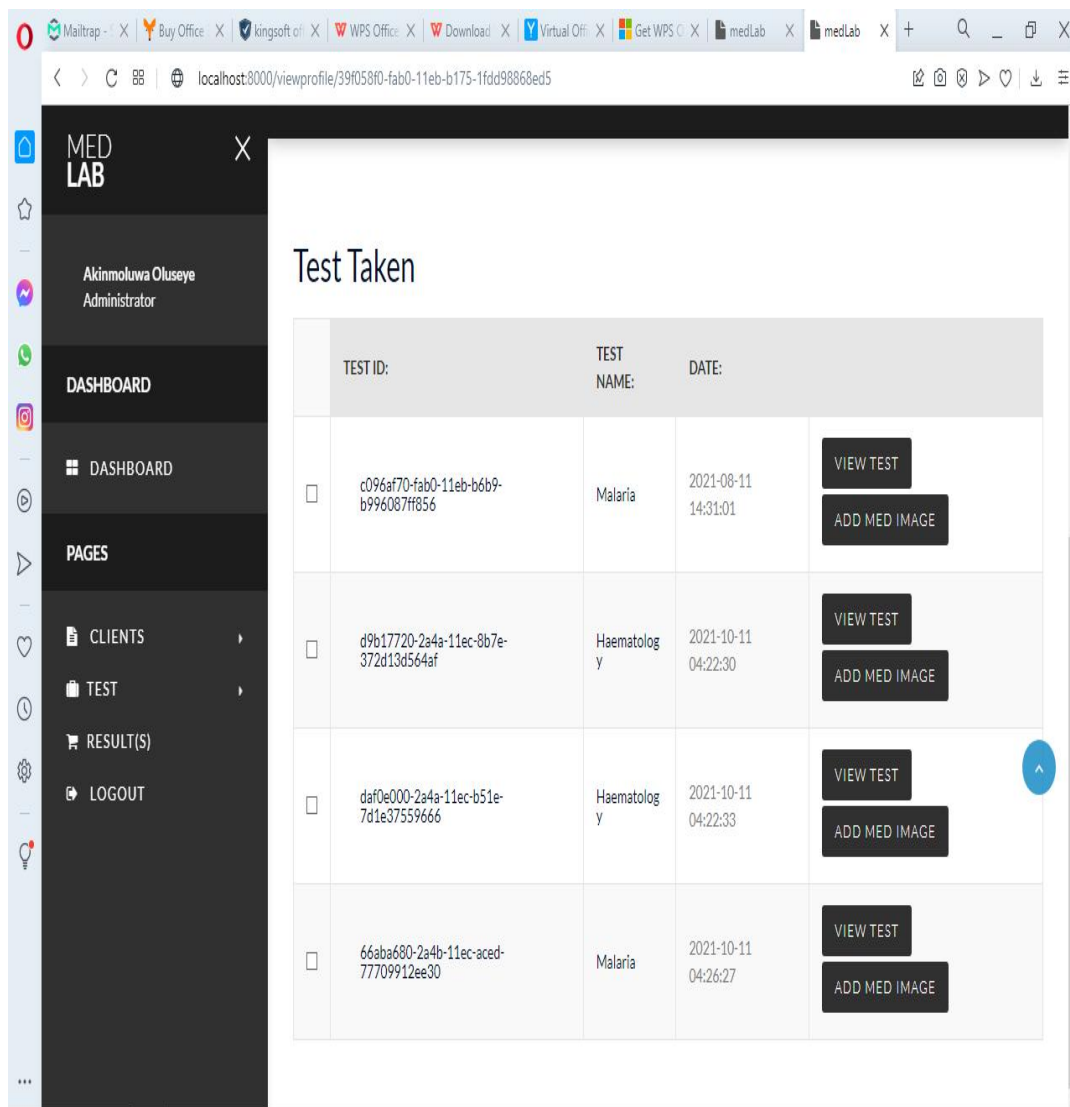 Mailtrap -
Buy Office
kingsoft of
WPS Office
Download
Virtual Offi
Get WPS O
medLab
medLab
localhost:8000/viewprofile/39f058f0-fab0-11eb-b175-1fdd98868ed5
MED
LAB
Akinmoluwa Oluseye
Administrator
DASHBOARD
DASHBOARD
PAGES
CLIENTS
TEST
RESULT(S)
LOGOUT
Test Taken
TEST ID:
TEST
NAME:
DATE:
c096af70-fab0-11eb-b6b9-
b996087ff856
Malaria
2021-08-11
14:31:01
VIEW TEST
ADD MED IMAGE
d9b17720-2a4a-11ec-8b7e-
372d13d564af
Haematolog
y
2021-10-11
04:22:30
VIEW TEST
ADD MED IMAGE
daf0e000-2a4a-11ec-b51e-
7d1e37559666
Haematolog
y
2021-10-11
04:22:33
VIEW TEST
ADD MED IMAGE
66aba680-2a4b-11ec-aced-
77709912ee30
Malaria
2021-10-11
04:26:27
VIEW TEST
ADD MED IMAGE